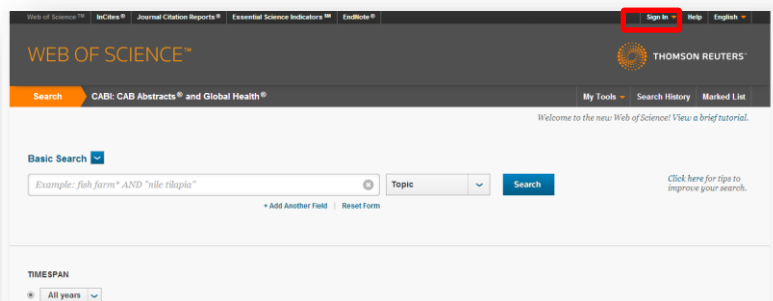 Web of Science™ InCites® Journal Citation Reports® Essential Science Indicators℠ EndNote® Sign In Help English
WEB OF SCIENCE™ THOMSON REUTERS™
Search CABI: CAB Abstracts® and Global Health® My Tools Search History Marked List
Welcome to the new Web of Science! View a brief tutorial.
Basic Search
Example: fish farm* AND "nile tilapia" Topic Search Click here for tips to
improve your search.
+ Add Another Field | Reset Form
TIMESPAN
All years